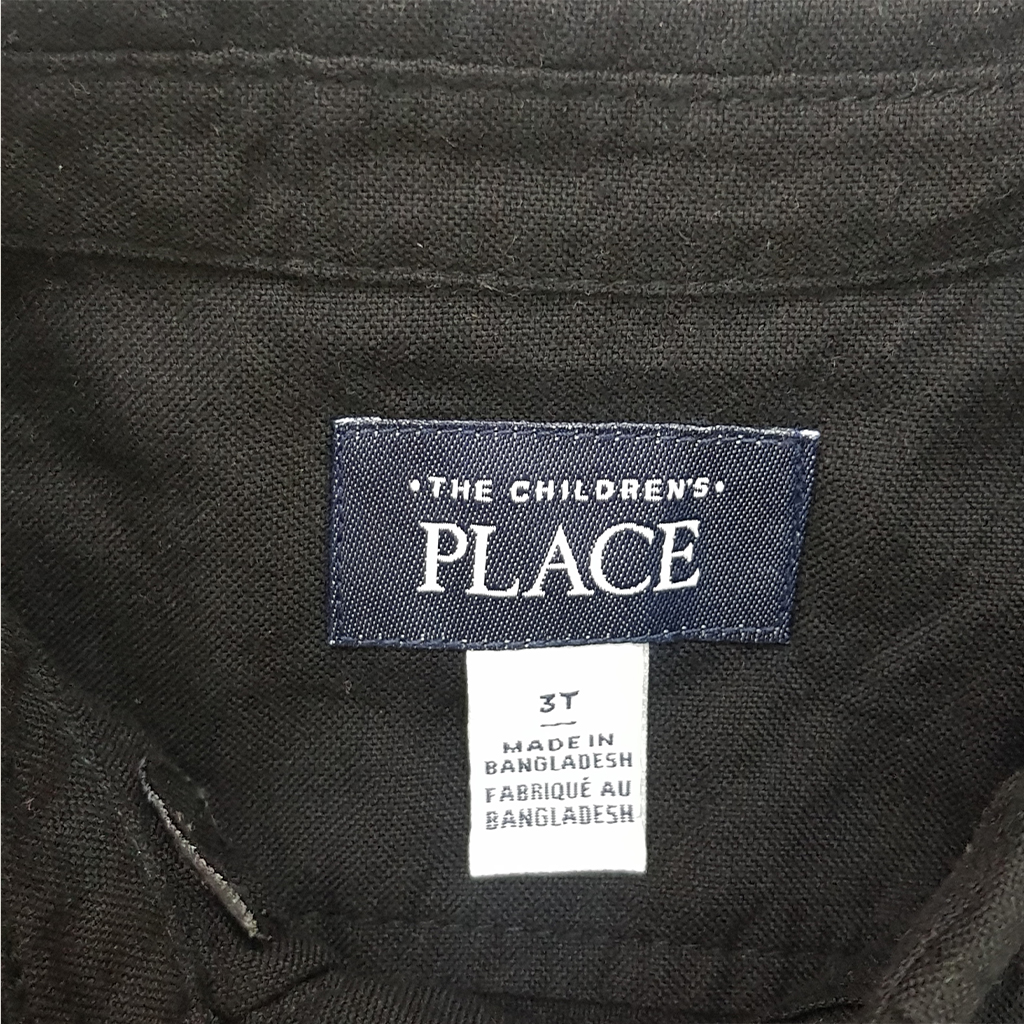 •THE CHILDREN'S•
PLACE
3T
MADE IN
BANGLADESH
FABRIQUÉ AU
BANGLADESH